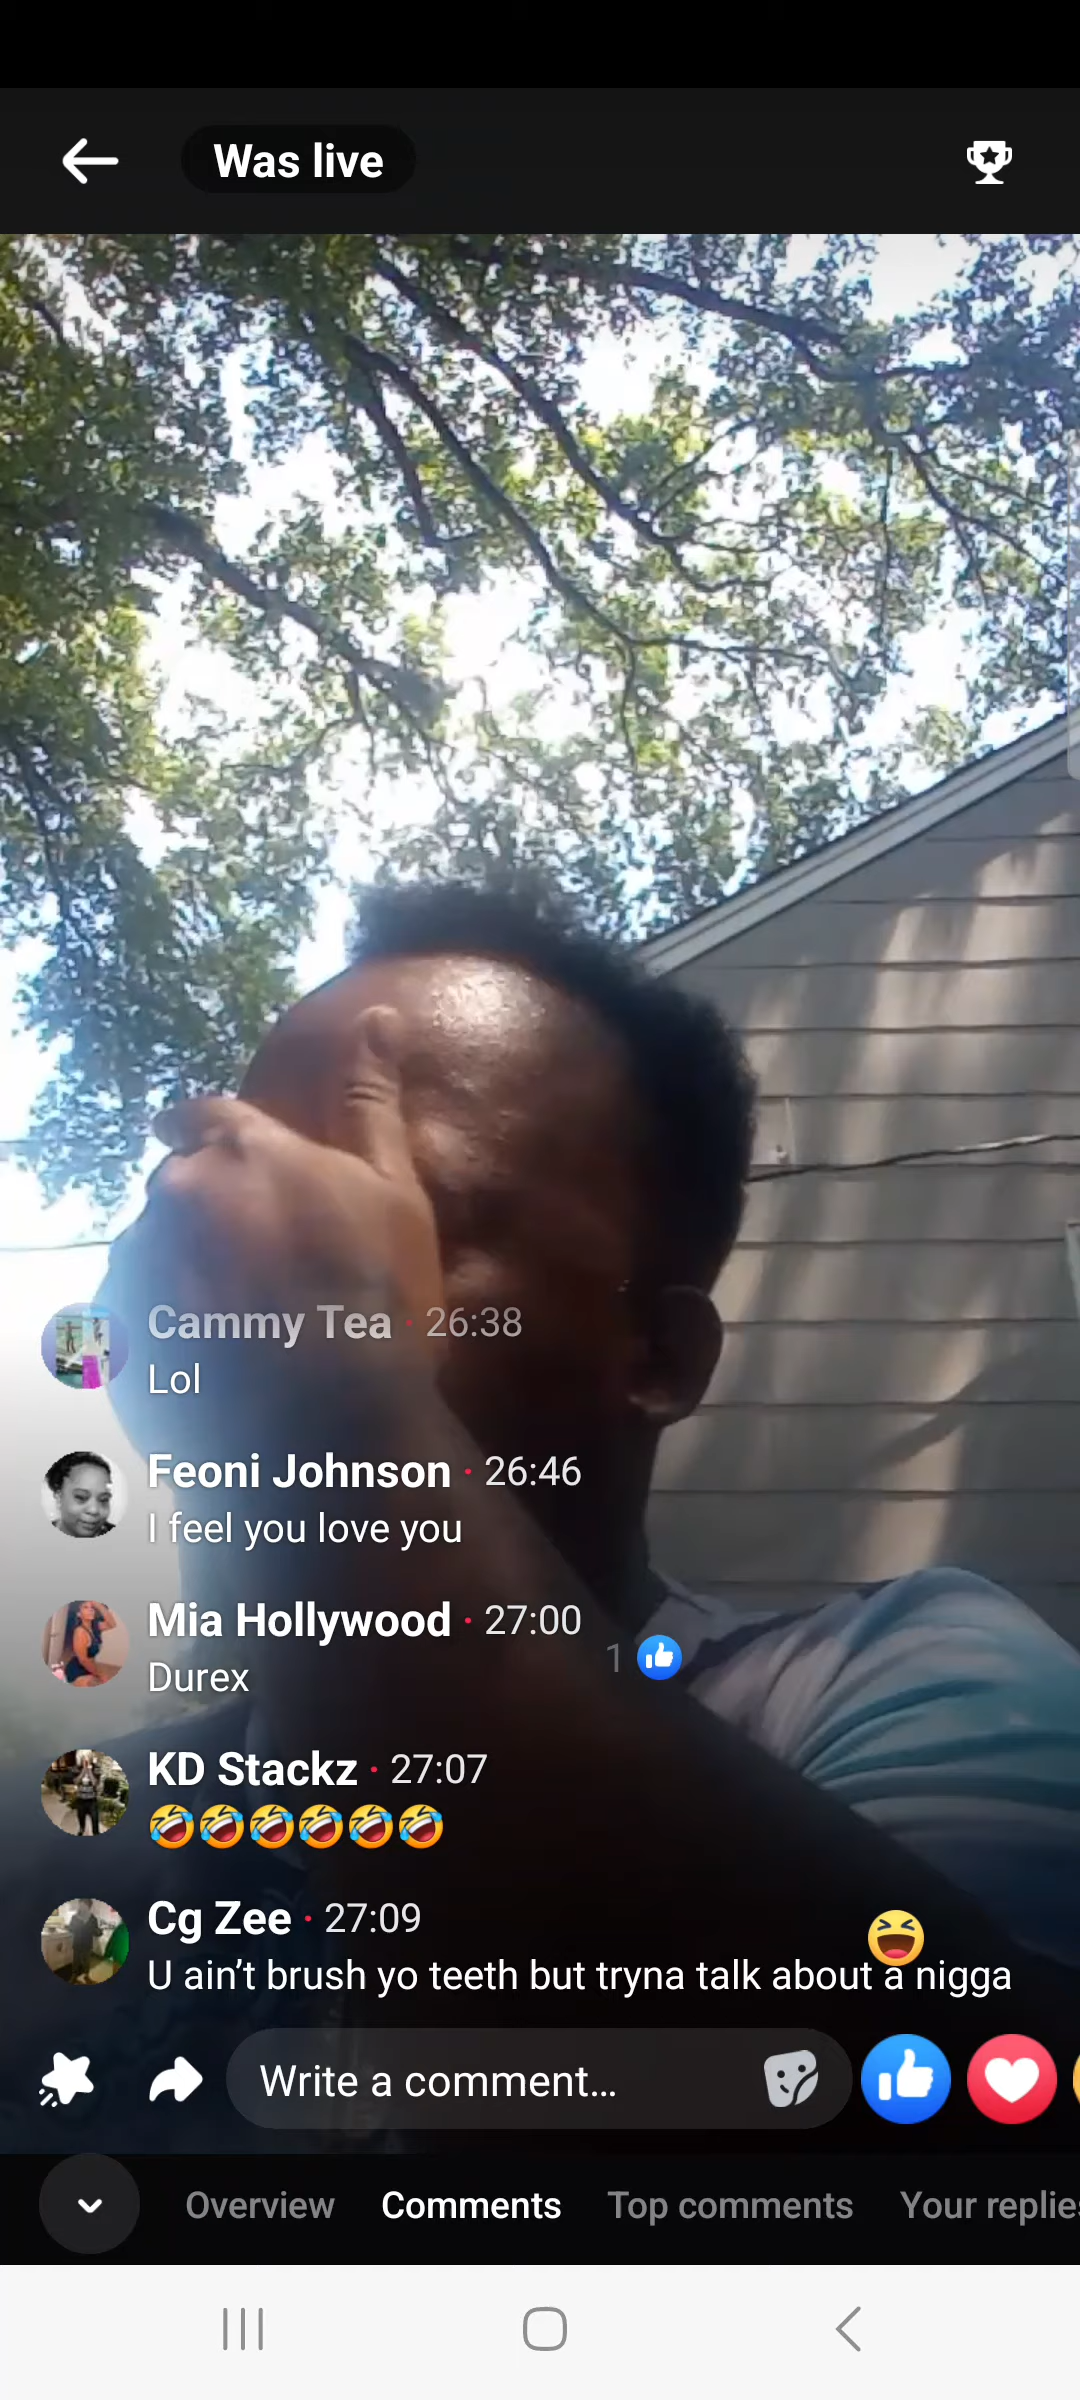 Was live
Cammy Tea · 26:38
Lol
Feoni Johnson · 26:46
I feel you love you
Mia Hollywood · 27:00
Durex
1
KD Stackz · 27:07
🤣🤣🤣🤣🤣🤣
Cg Zee · 27:09
U ain’t brush yo teeth but tryna talk about a nigga
Write a comment...
Overview Comments Top comments Your replies